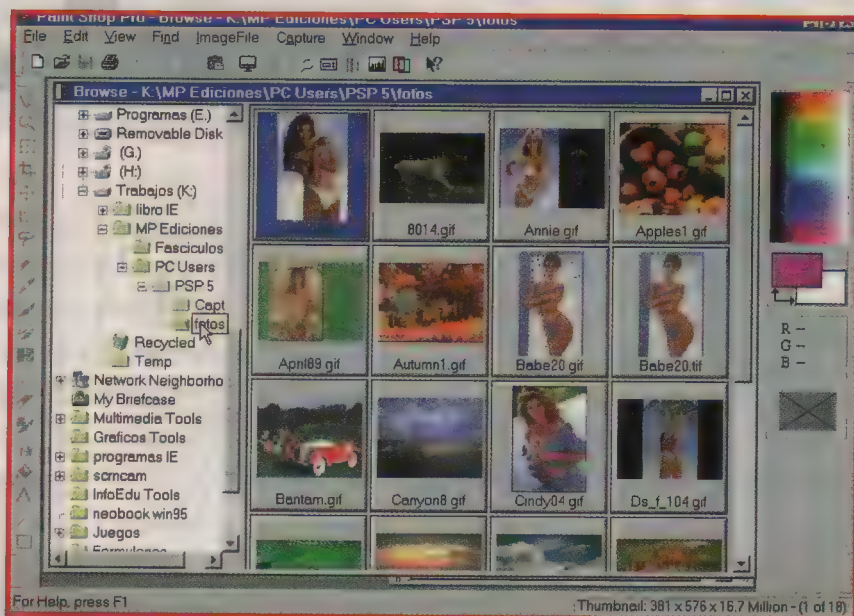 Paint Shop Pro - Browse - K:\MP Ediciones\PC Users\PSP 5\fotos
File Edit View Find ImageFile Capture Window Help
Browse - K:\MP Ediciones\PC Users\PSP 5\fotos
Programas (E:)
Removable Disk
(G:)
(H:)
Trabajos (K:)
libro IE
MP Ediciones
Fasciculos
PC Users
PSP 5
Capt
fotos
Recycled
Temp
Network Neighborho
My Briefcase
Multimedia Tools
Graficos Tools
programas IE
scrncam
InfoEdu Tools
neobook win95
Juegos
8014.gif
Annie.gif
Apples1.gif
April89.gif
Autumn1.gif
Babe20.gif
Babe20.tif
Bantam.gif
Canyon8.gif
Cindy04.gif
Ds_f_104.gif
R -
G -
B -
For Help, press F1
Thumbnail: 381 x 576 x 16.7 Million - (1 of 18)